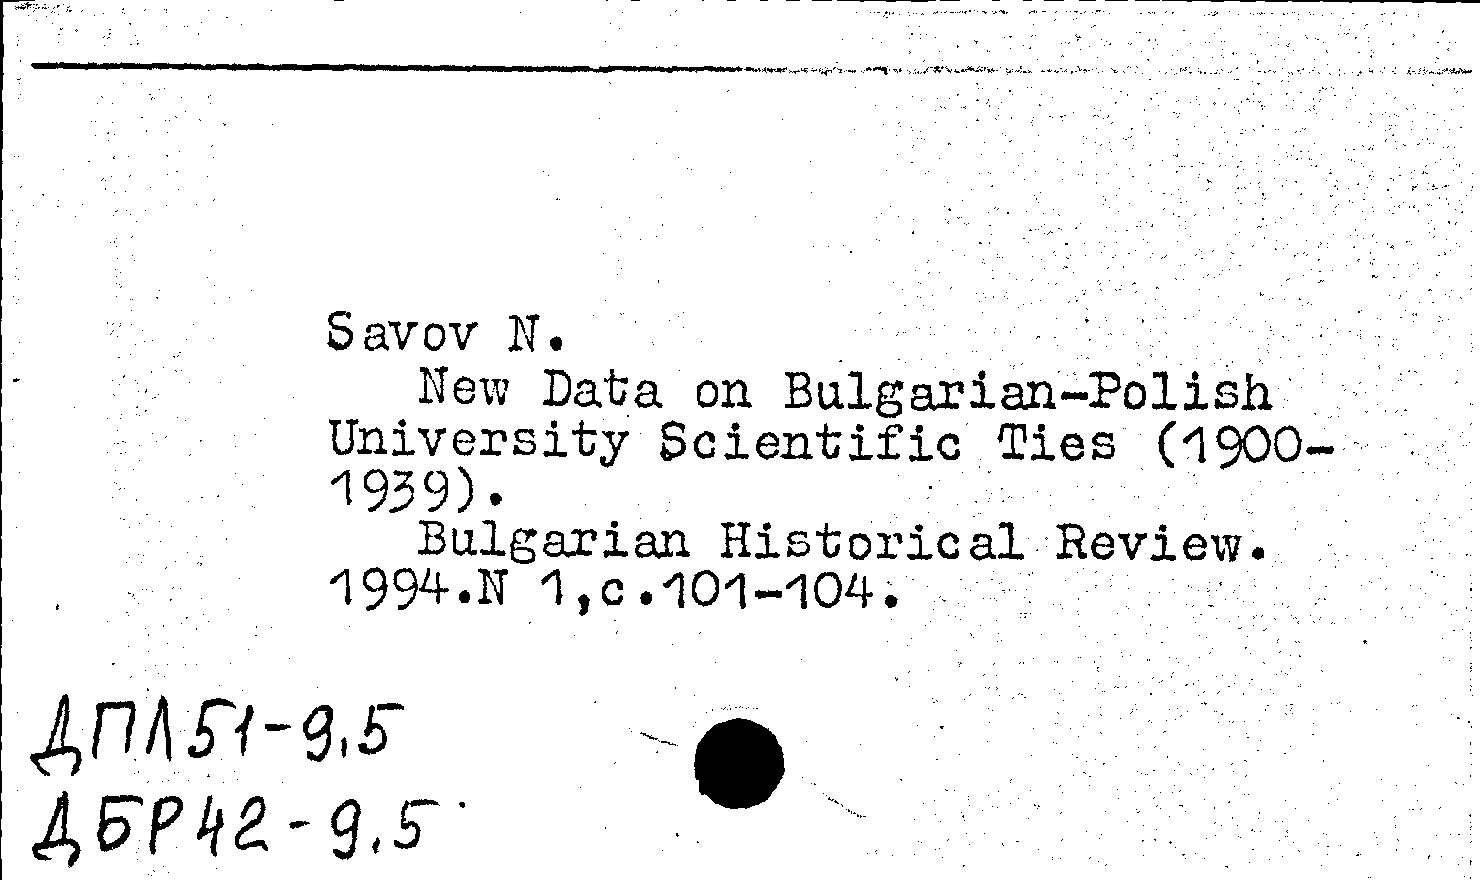 Savov N.
New Data on Bulgarian-Polish
University Scientific Ties (1900-
1939).
Bulgarian Historical Review.
1994.N 1,c.101-104.
ДПЛ51-9,5
ДБР42-9,5